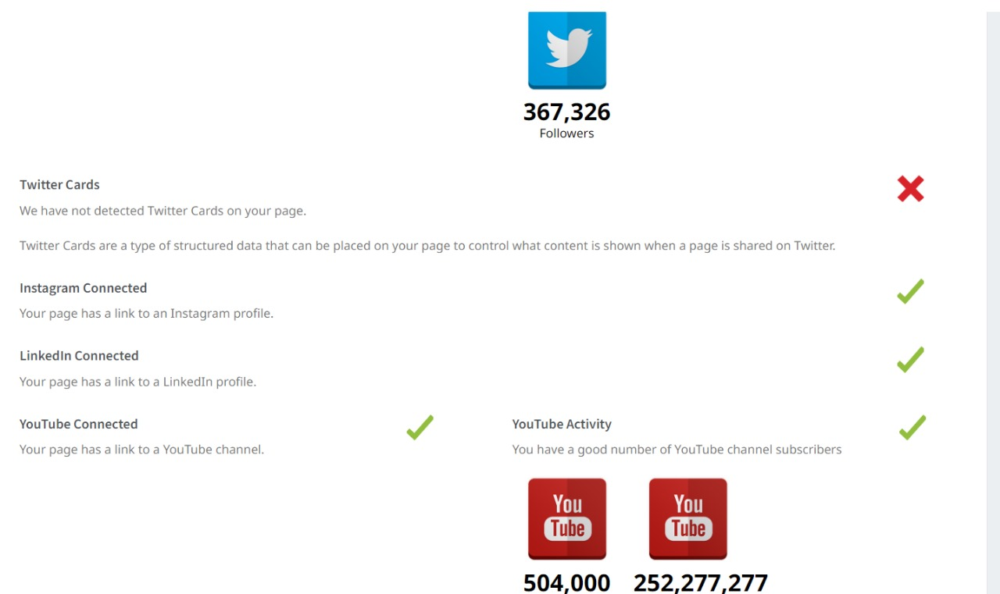 367,326
Followers
Twitter Cards
We have not detected Twitter Cards on your page.
Twitter Cards are a type of structured data that can be placed on your page to control what content is shown when a page is shared on Twitter.
Instagram Connected
Your page has a link to an Instagram profile.
LinkedIn Connected
Your page has a link to a LinkedIn profile.
YouTube Connected
Your page has a link to a YouTube channel.
YouTube Activity
You have a good number of YouTube channel subscribers
You
Tube
You
Tube
504,000
252,277,277